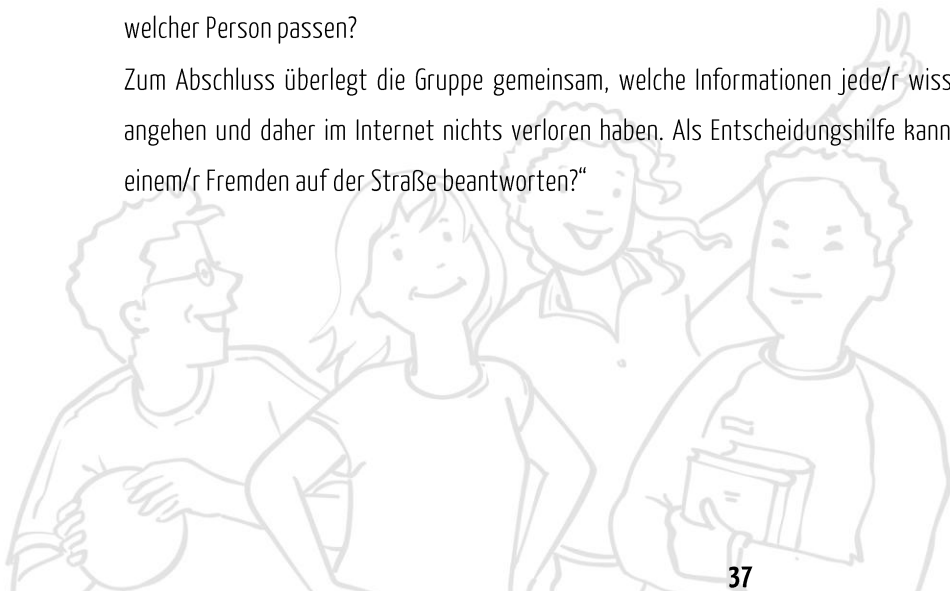 welcher Person passen?
Zum Abschluss überlegt die Gruppe gemeinsam, welche Informationen jede/r wiss
angehen und daher im Internet nichts verloren haben. Als Entscheidungshilfe kann
einem/r Fremden auf der Straße beantworten?“
37